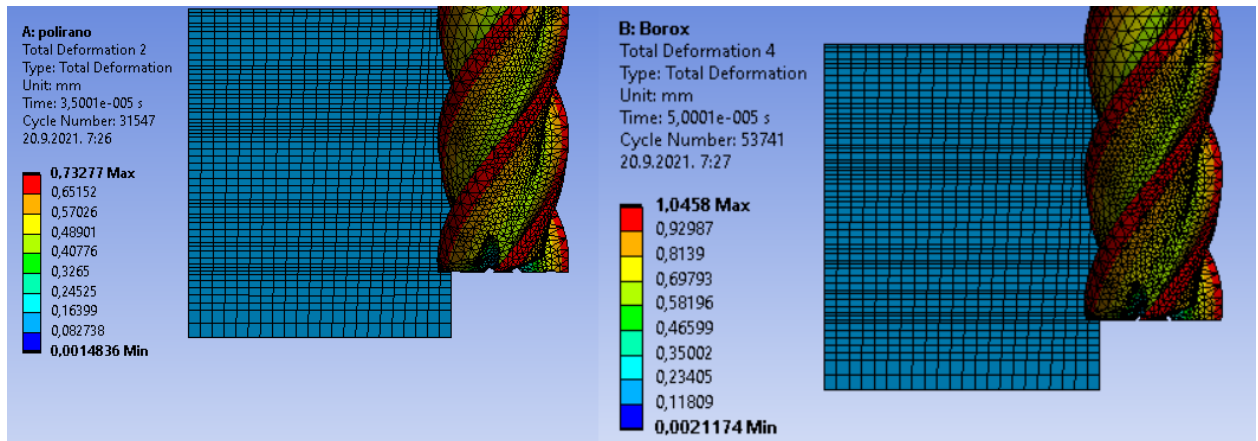 A: polirano
Total Deformation 2
Type: Total Deformation
Unit: mm
Time: 3,5001e-005 s
Cycle Number: 31547
20.9.2021. 7:26
0,73277 Max
0,65152
0,57026
0,48901
0,40776
0,3265
0,24525
0,16399
0,082738
0,0014836 Min
B: Borox
Total Deformation 4
Type: Total Deformation
Unit: mm
Time: 5,0001e-005 s
Cycle Number: 53741
20.9.2021. 7:27
1,0458 Max
0,92987
0,8139
0,69793
0,58196
0,46599
0,35002
0,23405
0,11809
0,0021174 Min